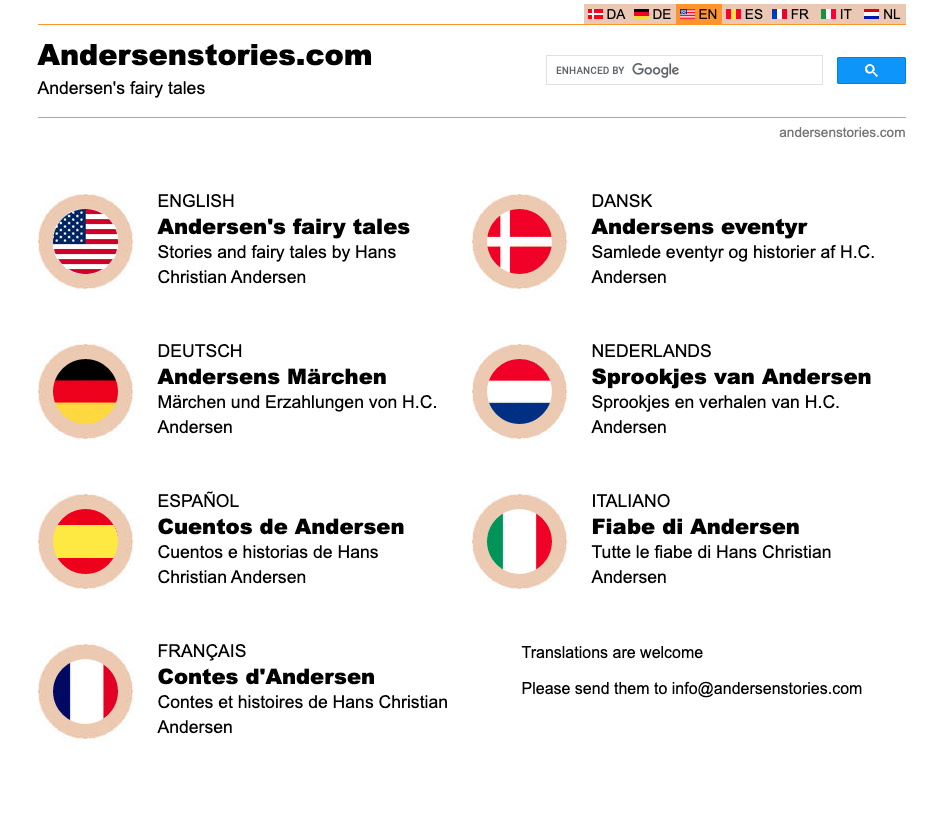 DA DE EN ES FR IT NL
Andersenstories.com
Andersen's fairy tales
ENHANCED BY Google
andersenstories.com
ENGLISH
Andersen's fairy tales
Stories and fairy tales by Hans
Christian Andersen
DANSK
Andersens eventyr
Samlede eventyr og historier af H.C.
Andersen
DEUTSCH
Andersens Märchen
Märchen und Erzahlungen von H.C.
Andersen
NEDERLANDS
Sprookjes van Andersen
Sprookjes en verhalen van H.C.
Andersen
ESPAÑOL
Cuentos de Andersen
Cuentos e historias de Hans
Christian Andersen
ITALIANO
Fiabe di Andersen
Tutte le fiabe di Hans Christian
Andersen
FRANÇAIS
Contes d'Andersen
Contes et histoires de Hans Christian
Andersen
Translations are welcome
Please send them to info@andersenstories.com